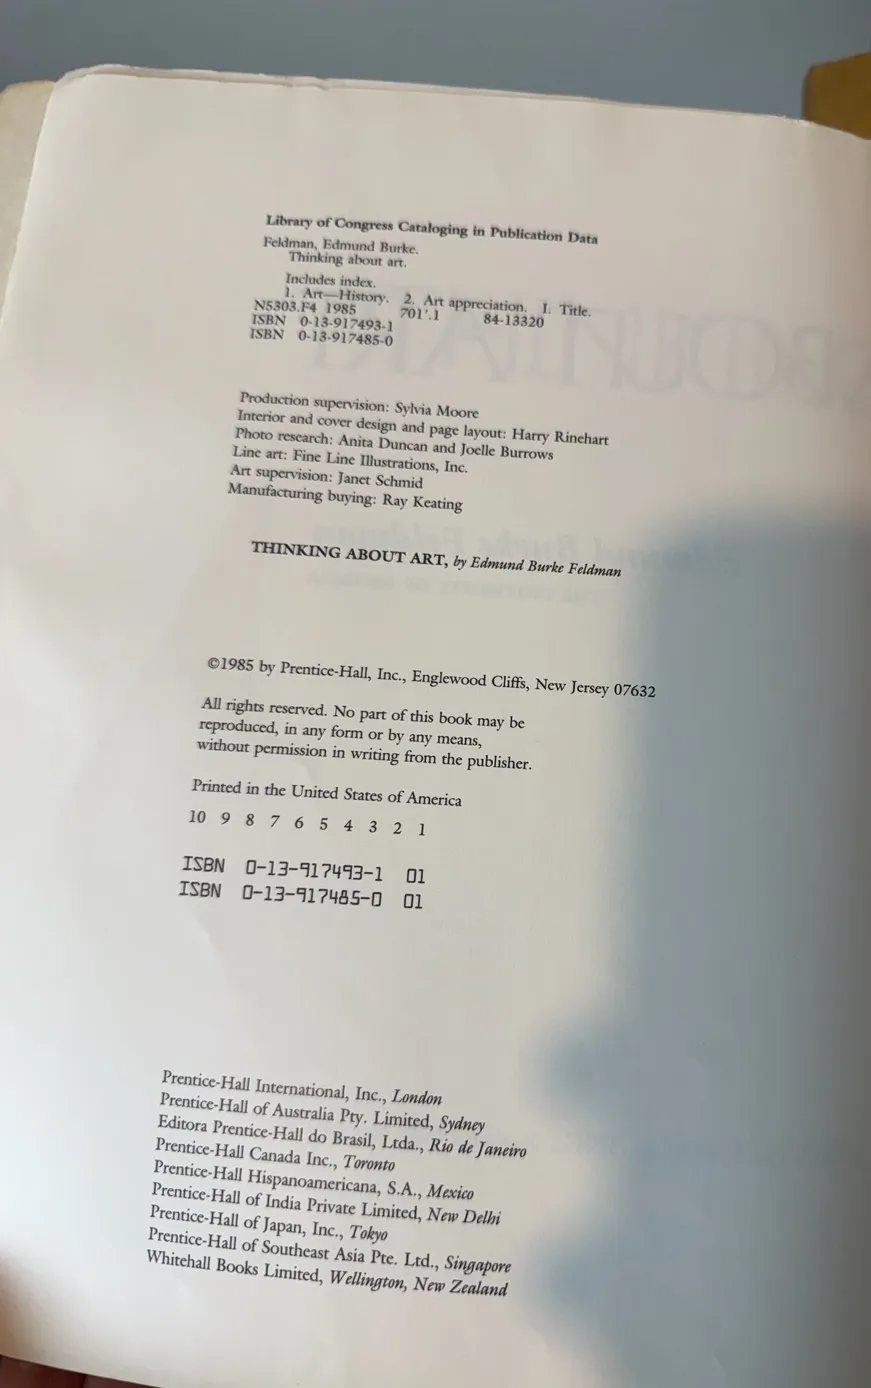 Library of Congress Cataloging in Publication Data
Feldman, Edmund Burke.
Thinking about art.
Includes index.
1. Art—History. 2. Art appreciation. I. Title.
N5303.F4 1985 701'.1 84-13320
ISBN 0-13-917493-1
ISBN 0-13-917485-0
Production supervision: Sylvia Moore
Interior and cover design and page layout: Harry Rinehart
Photo research: Anita Duncan and Joelle Burrows
Line art: Fine Line Illustrations, Inc.
Art supervision: Janet Schmid
Manufacturing buying: Ray Keating
THINKING ABOUT ART, by Edmund Burke Feldman
©1985 by Prentice-Hall, Inc., Englewood Cliffs, New Jersey 07632
All rights reserved. No part of this book may be
reproduced, in any form or by any means,
without permission in writing from the publisher.
Printed in the United States of America
10 9 8 7 6 5 4 3 2 1
ISBN 0-13-917493-1 01
ISBN 0-13-917485-0 01
Prentice-Hall International, Inc., London
Prentice-Hall of Australia Pty. Limited, Sydney
Editora Prentice-Hall do Brasil, Ltda., Rio de Janeiro
Prentice-Hall Canada Inc., Toronto
Prentice-Hall Hispanoamericana, S.A., Mexico
Prentice-Hall of India Private Limited, New Delhi
Prentice-Hall of Japan, Inc., Tokyo
Prentice-Hall of Southeast Asia Pte. Ltd., Singapore
Whitehall Books Limited, Wellington, New Zealand